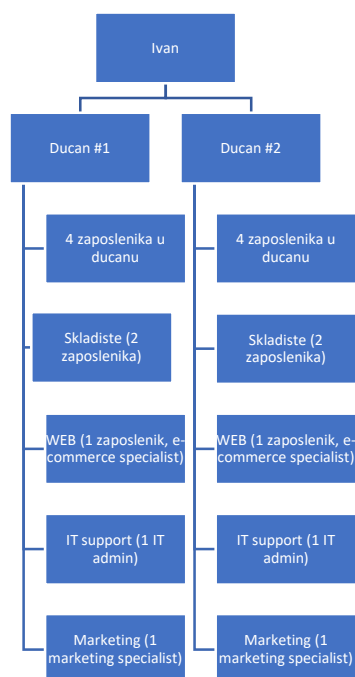 Ivan
Ducan #1
Ducan #2
4 zaposlenika u
ducanu
Skladiste (2
zaposlenika)
WEB (1 zaposlenik, e-
commerce specialist)
IT support (1 IT
admin)
Marketing (1
marketing specialist)
4 zaposlenika u
ducanu
Skladiste (2
zaposlenika)
WEB (1 zaposlenik, e-
commerce specialist)
IT support (1 IT
admin)
Marketing (1
marketing specialist)